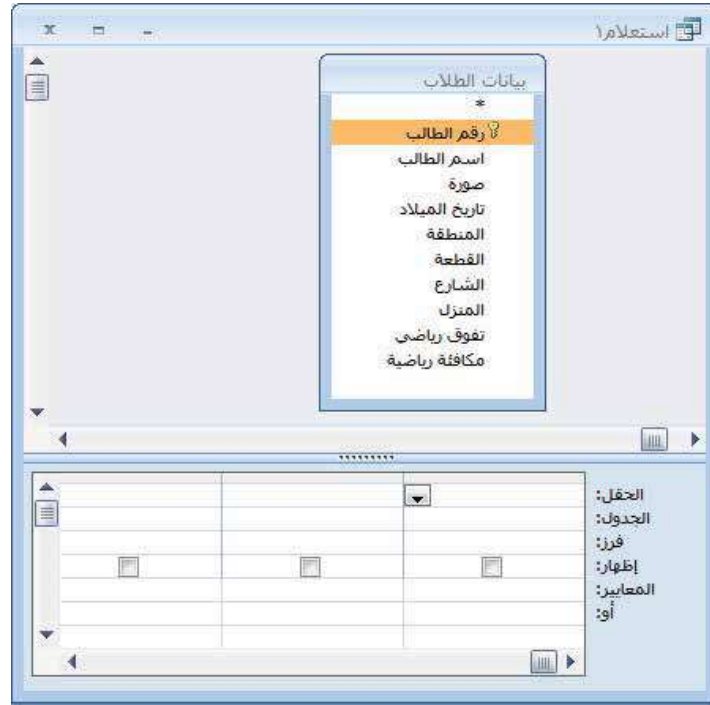 استعلام١
بيانات الطلاب
*
رقم الطالب
اسم الطالب
صورة
تاريخ الميلاد
المنطقة
القطعة
الشارع
المنزل
تفوق رياضي
مكافئة رياضية
الحقل:
الجدول:
فرز:
إظهار:
المعايير:
أو: